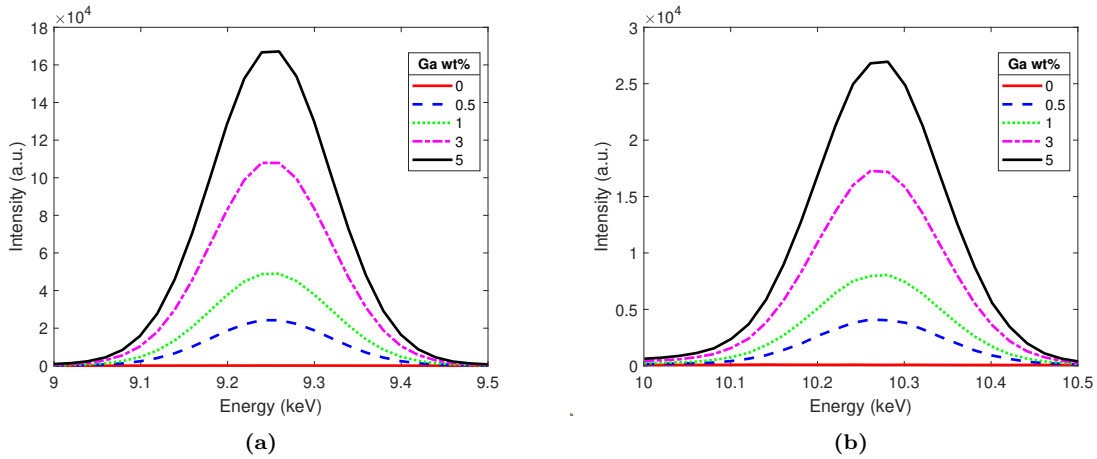 ×10⁴
18
16
14
12
10
8
6
4
2
0
Intensity (a.u.)
9 9.1 9.2 9.3 9.4 9.5
Energy (keV)
Ga wt%
0
0.5
1
3
5
(a)
×10⁴
3
2.5
2
1.5
1
0.5
0
Intensity (a.u.)
10 10.1 10.2 10.3 10.4 10.5
Energy (keV)
Ga wt%
0
0.5
1
3
5
(b)